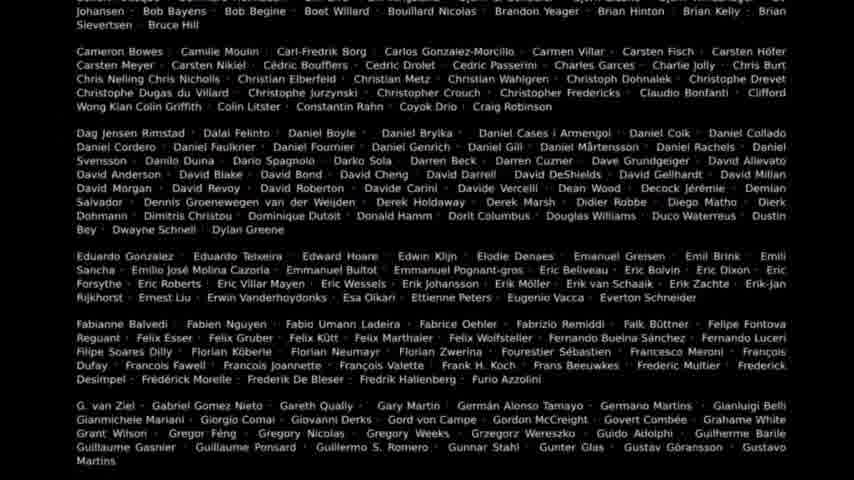 Johansen · Bob Bayens · Bob Begine · Boet Willard · Bouillard Nicolas · Brandon Yeager · Brian Hinton · Brian Kelly · Brian
Sievertsen · Bruce Hill
Cameron Bowes · Camille Moulin · Carl-Fredrik Borg · Carlos Gonzalez-Morcillo · Carmen Villar · Carsten Fisch · Carsten Höfer
Carsten Meyer · Carsten Nikiel · Cédric Boufflers · Cedric Drolet · Cedric Passerini · Charles Garces · Charlie Jolly · Chris Burt
Chris Nelling Chris Nicholls · Christian Elberfeld · Christian Metz · Christian Wahlgren · Christoph Dohnalek · Christophe Drevet
Christophe Dugas du Villard · Christophe Jurzynski · Christopher Crouch · Christopher Fredericks · Claudio Bonfanti · Clifford
Wong Kian Colin Griffith · Colin Litster · Constantin Rahn · Coyok Drio · Craig Robinson
Dag Jensen Rimstad · Dalai Felinto · Daniel Boyle · Daniel Brylka · Daniel Cases i Armengol · Daniel Colk · Daniel Collado
Daniel Cordero · Daniel Faulkner · Daniel Fournier · Daniel Genrich · Daniel Gill · Daniel Mårtensson · Daniel Rachels · Daniel
Svensson · Danilo Duina · Dario Spagnolo · Darko Sola · Darren Beck · Darren Cuzner · Dave Grundgeiger · David Allevato
David Anderson · David Blake · David Bond · David Cheng · David Darrell · David DeShields · David Gellhardt · David Millan
David Morgan · David Revoy · David Roberton · Davide Carini · Davide Vercelli · Dean Wood · Decock Jérémie · Demian
Salvador · Dennis Groenewegen van der Weijden · Derek Holdaway · Derek Marsh · Didier Robbe · Diego Matho · Dierk
Dohmann · Dimitris Christou · Dominique Dutoit · Donald Hamm · Dorit Columbus · Douglas Williams · Duco Waterreus · Dustin
Bey · Dwayne Schnell · Dylan Greene
Eduardo Gonzalez · Eduardo Teixeira · Edward Hoare · Edwin Klijn · Elodie Denaes · Emanuel Greisen · Emil Brink · Emili
Sancha · Emilio José Molina Cazorla · Emmanuel Bultot · Emmanuel Pognant-gros · Eric Beliveau · Eric Bolvin · Eric Dixon · Eric
Forsythe · Eric Roberts · Eric Villar Mayen · Eric Wessels · Erik Johansson · Erik Möller · Erik van Schaaik · Erik Zachte · Erik-Jan
Rijkhorst · Ernest Liu · Erwin Vanderhoydonks · Esa Oikari · Ettienne Peters · Eugenio Vacca · Everton Schneider
Fabianne Balvedi · Fabien Nguyen · Fabio Umann Ladeira · Fabrice Oehler · Fabrizio Remiddi · Falk Büttner · Felipe Fontova
Reguant · Felix Esser · Felix Gruber · Felix Kütt · Felix Marthaler · Felix Wolfsteller · Fernando Bueina Sánchez · Fernando Luceri
Filipe Soares Dilly · Florian Köberle · Florian Neumayr · Florian Zwerina · Fourestier Sébastien · Francesco Meroni · François
Dufay · Francois Fawell · Francois Joannette · François Valette · Frank H. Koch · Frans Beeuwkes · Frederic Multier · Frederick
Desimpel · Frédérick Morelle · Frederik De Bleser · Fredrik Hallenberg · Furio Azzolini
G. van Ziel · Gabriel Gomez Nieto · Gareth Qually · Gary Martin · Germán Alonso Tamayo · Germano Martins · Gianluigi Belli
Gianmichele Mariani · Giorgio Comai · Giovanni Derks · Gord von Campe · Gordon McCreight · Govert Combée · Grahame White
Grant Wilson · Gregor Féng · Gregory Nicolas · Gregory Weeks · Grzegorz Wereszko · Guido Adolphi · Guilherme Barile
Guillaume Gasnier · Guillaume Ponsard · Guillermo S. Romero · Gunnar Stahl · Gunter Glas · Gustav Göransson · Gustavo
Martins